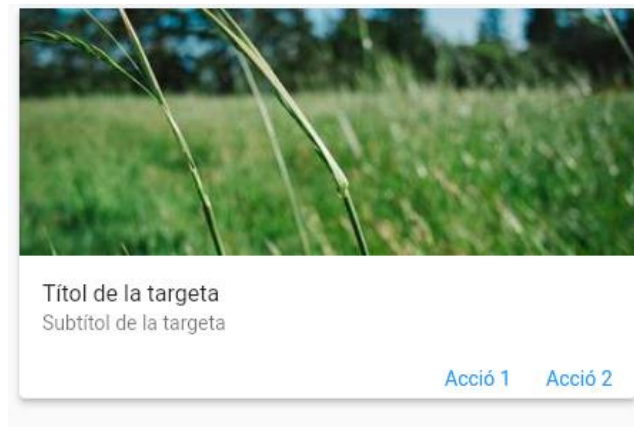 Títol de la targeta
Subtítol de la targeta
Acció 1 Acció 2